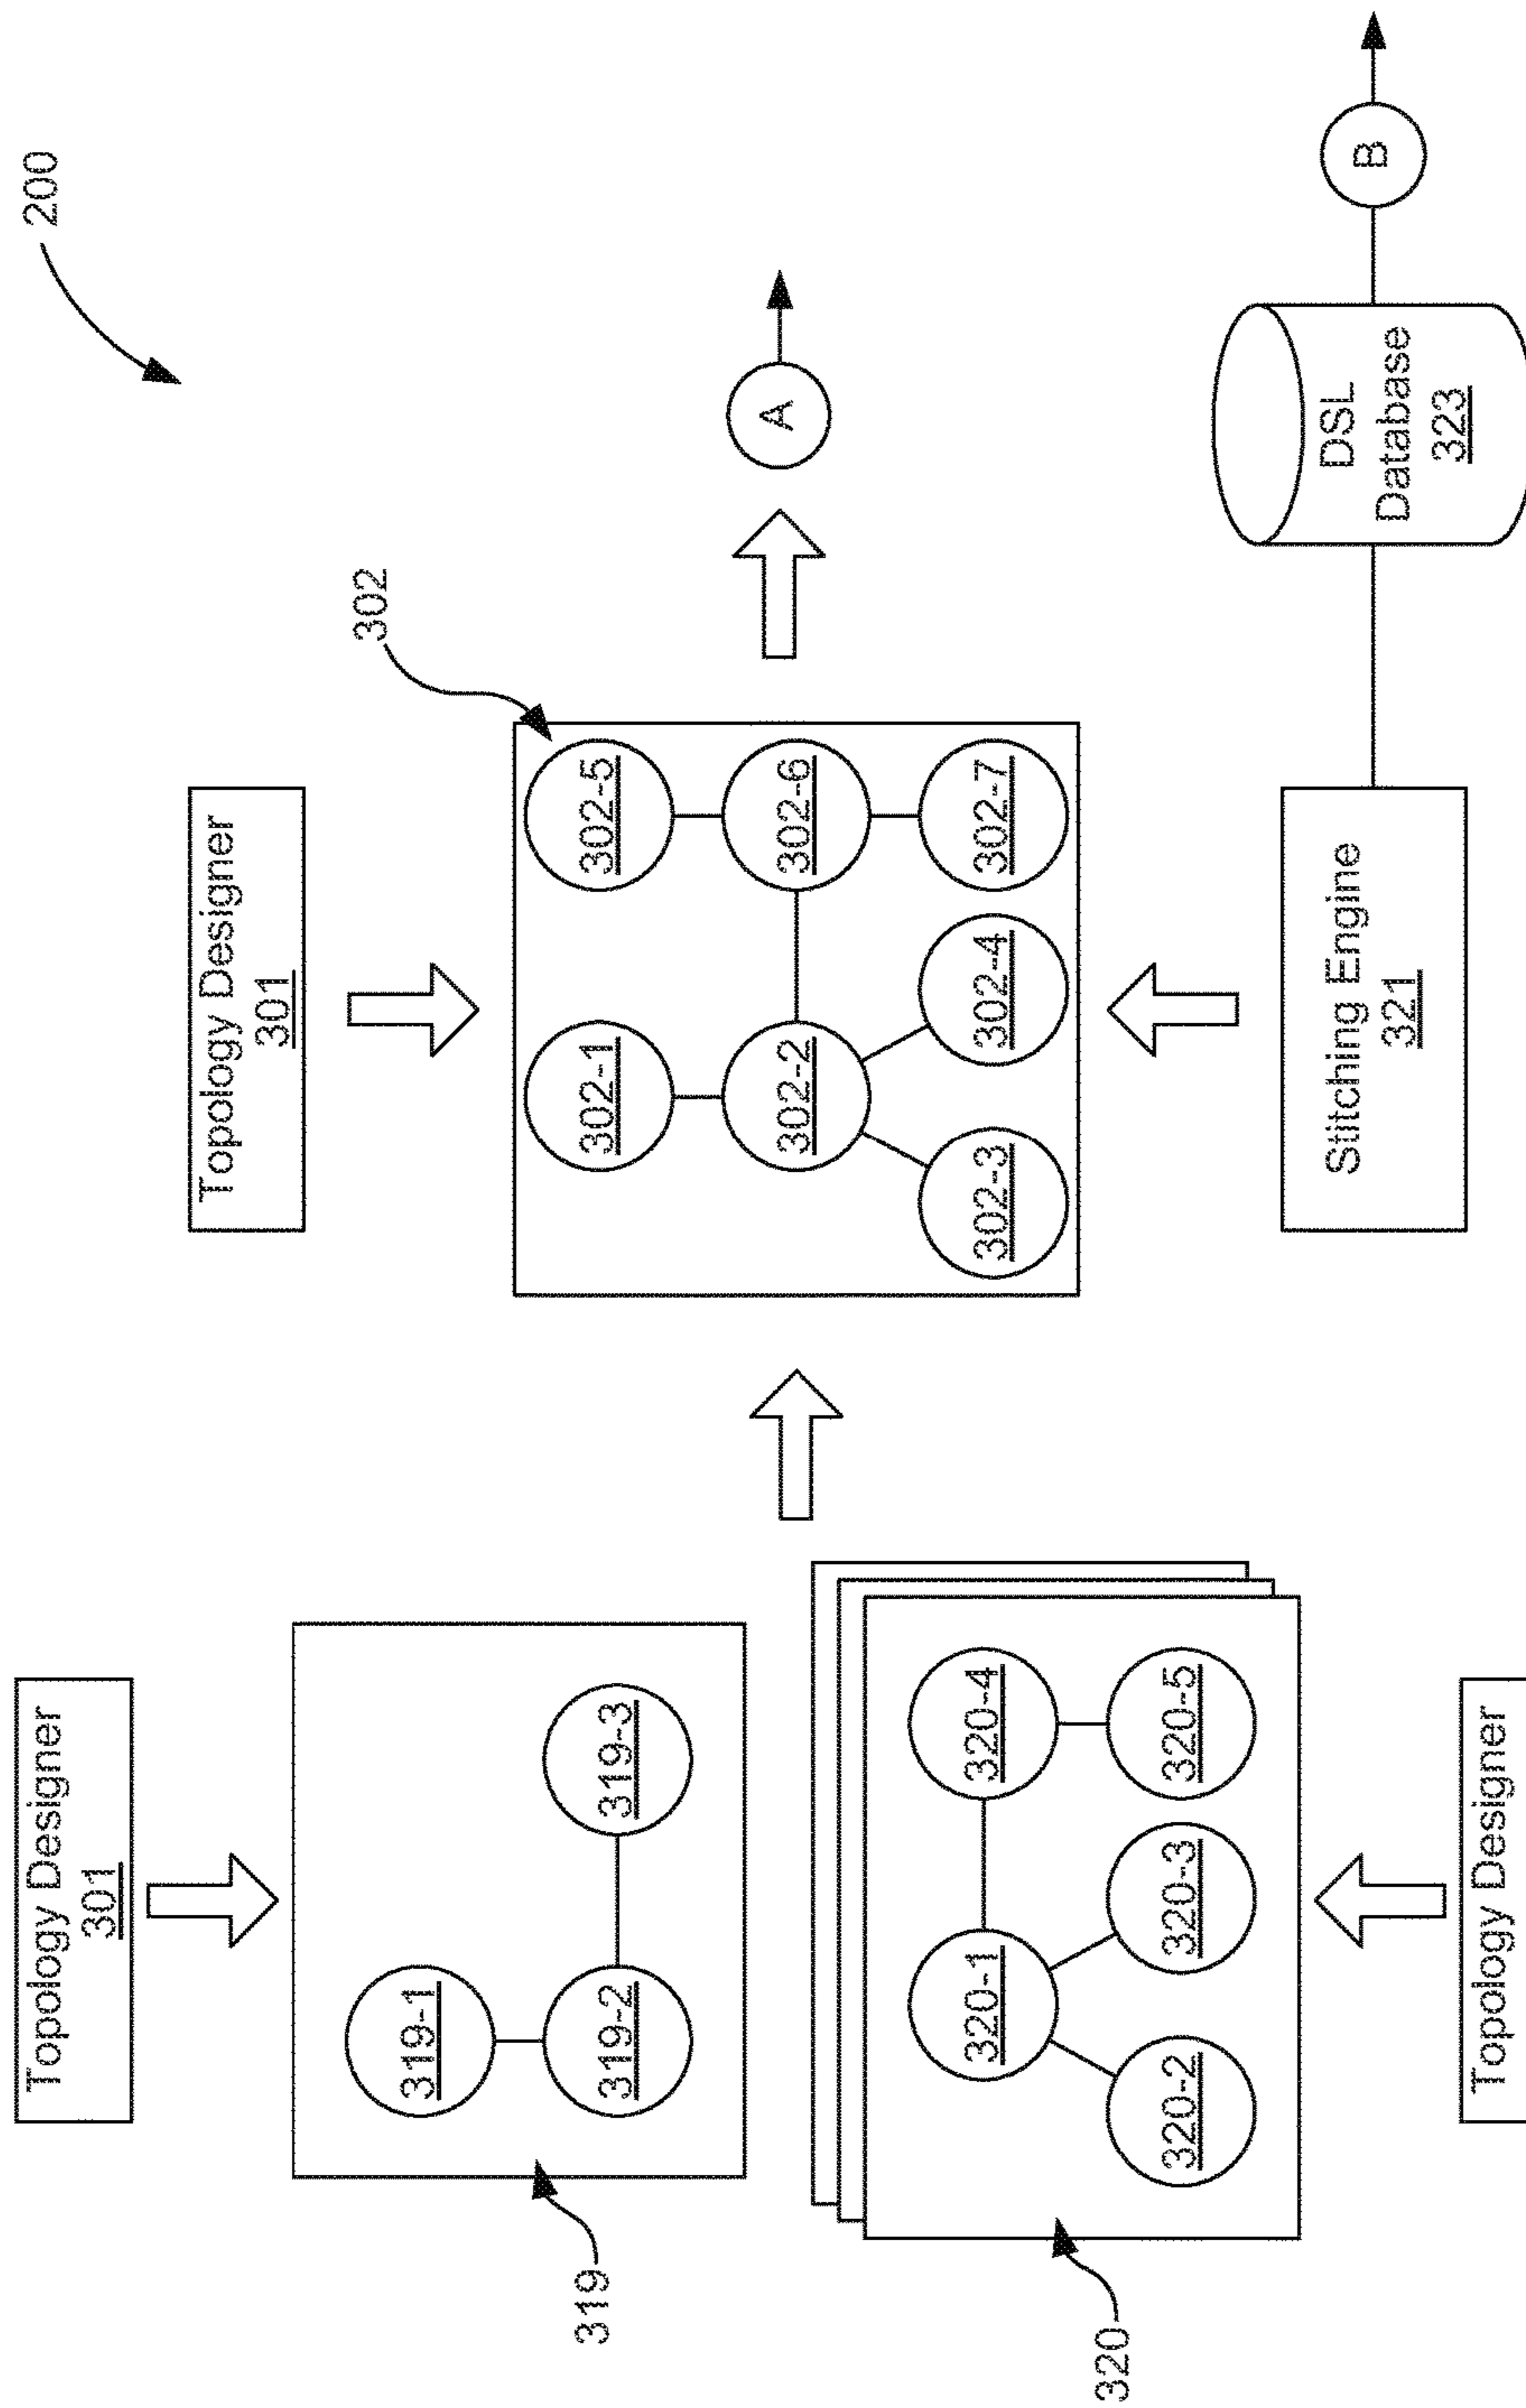 200
Topology Designer
301
Topology Designer
301
302
319-1
319-2
319-3
319
302-1
302-2
302-3
302-4
302-5
302-6
302-7
A
320-1
320-2
320-3
320-4
320-5
320
Topology Designer
Stitching Engine
321
DSL
Database
323
B